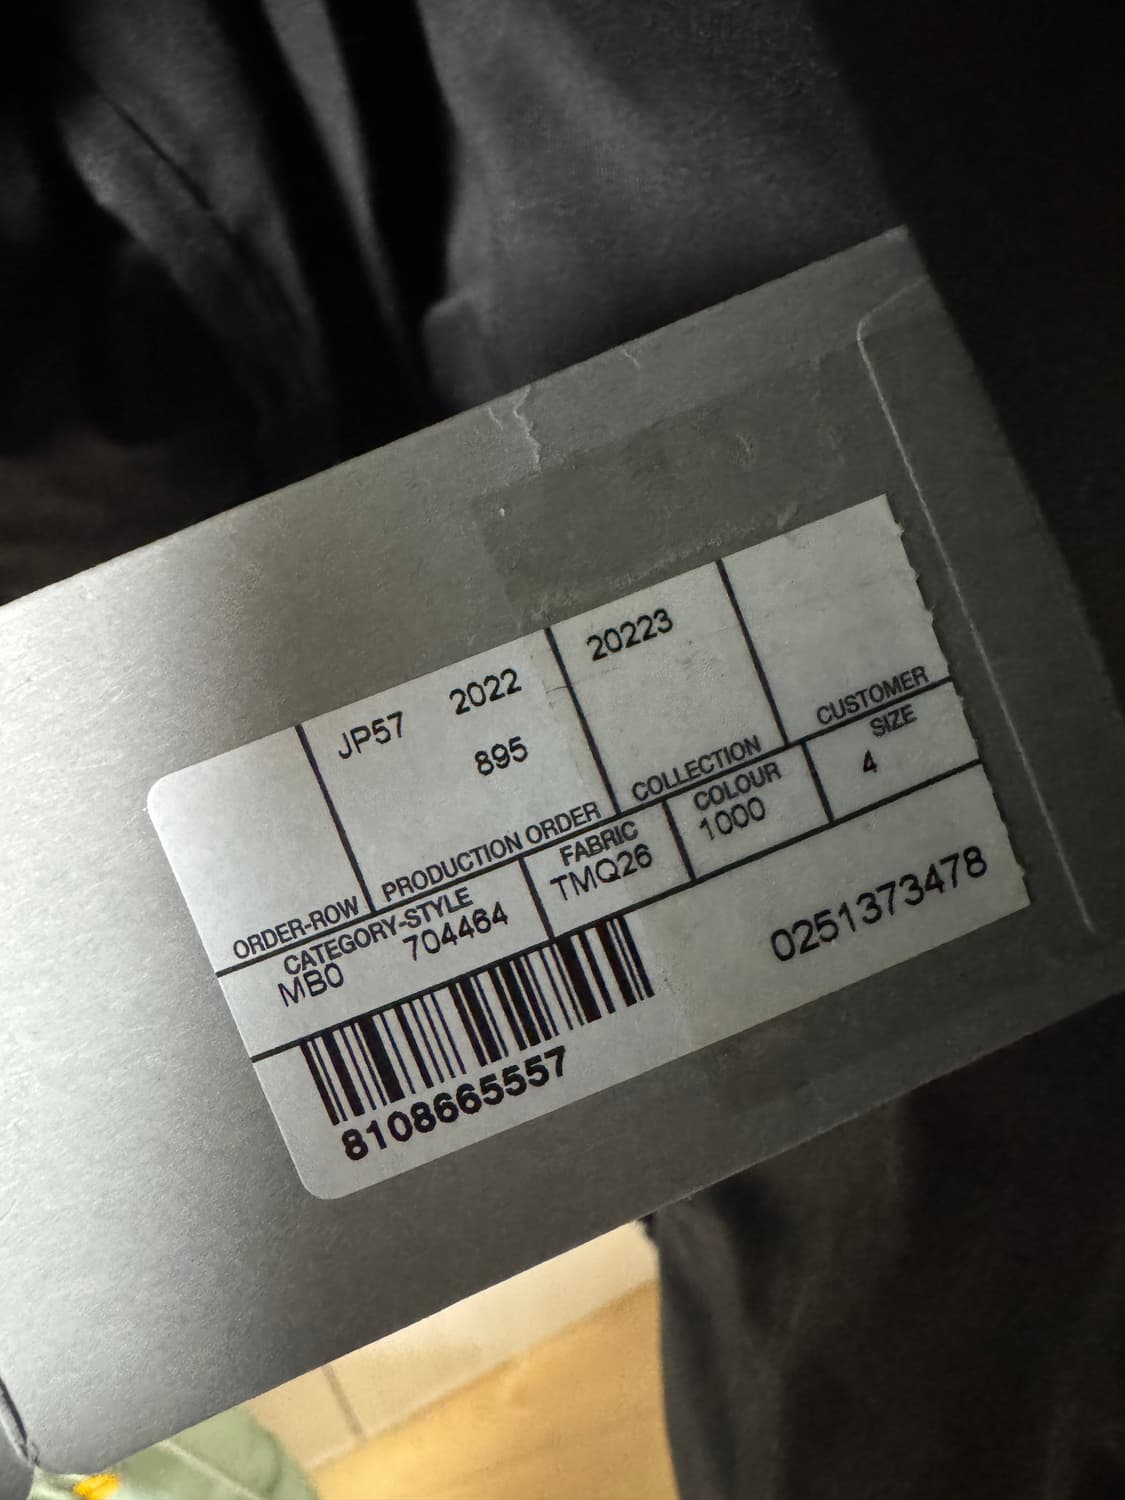 JP57 2022
895
20223
ORDER-ROW
PRODUCTION ORDER
COLLECTION
CUSTOMER
CATEGORY-STYLE
MB0 704464
FABRIC
TMQ26
COLOUR
1000
SIZE
4
8108665557
0251373478